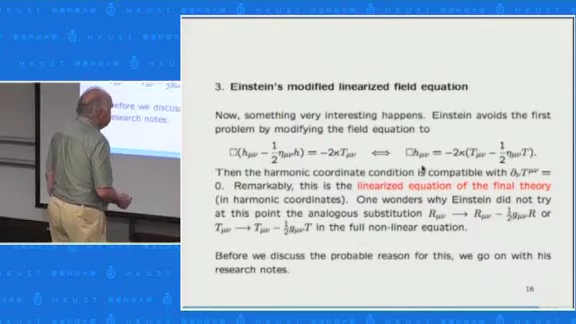 3. Einstein's modified linearized field equation
Now, something very interesting happens. Einstein avoids the first
problem by modifying the field equation to
□(hμν − 1/2 ημν h) = −2κTμν ⟺ □hμν = −2κ(Tμν − 1/2 ημν T).
Then the harmonic coordinate condition is compatible with ∂νTμν =
0. Remarkably, this is the linearized equation of the final theory
(in harmonic coordinates). One wonders why Einstein did not try
at this point the analogous substitution Rμν ⟶ Rμν − 1/2 gμνR or
Tμν ⟶ Tμν − 1/2 gμνT in the full non-linear equation.
Before we discuss the probable reason for this, we go on with his
research notes.
16
efore we discus
esearch notes.
HKUST